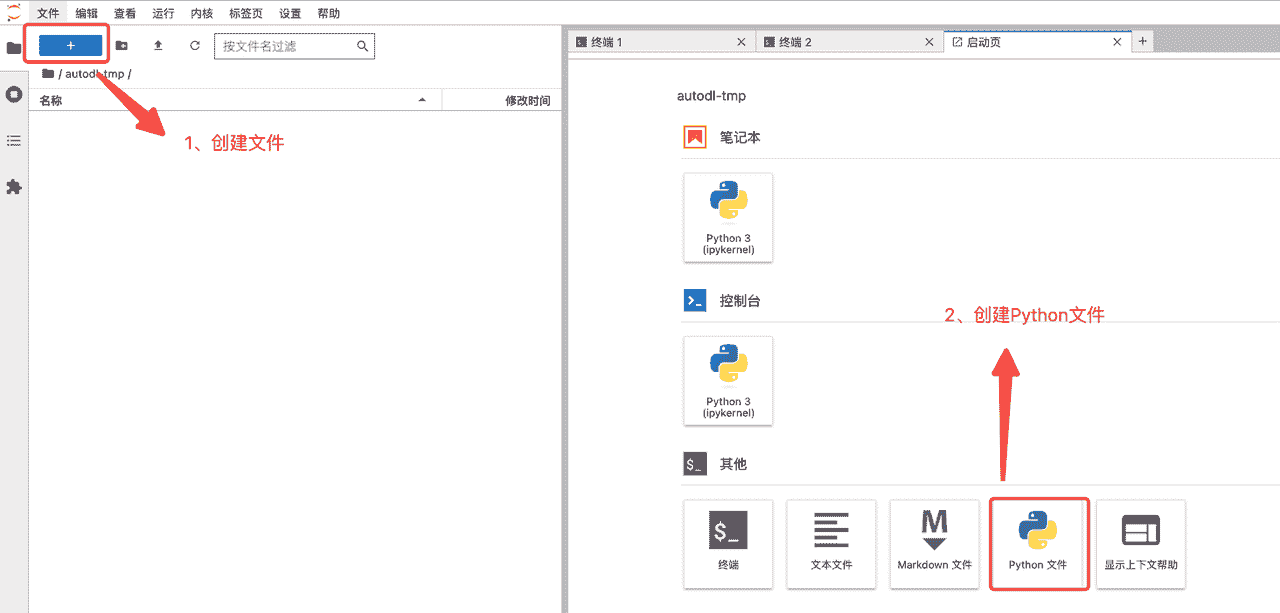 文件 编辑 查看 运行 内核 标签页 设置 帮助
+
按文件名过滤
/ autodl-tmp /
名称 修改时间
1、创建文件
终端 1 终端 2 启动页 +
autodl-tmp
笔记本
Python 3
(ipykernel)
控制台
2、创建Python文件
Python 3
(ipykernel)
$_ 其他
$_
终端 文本文件 Markdown 文件 Python 文件 显示上下文帮助